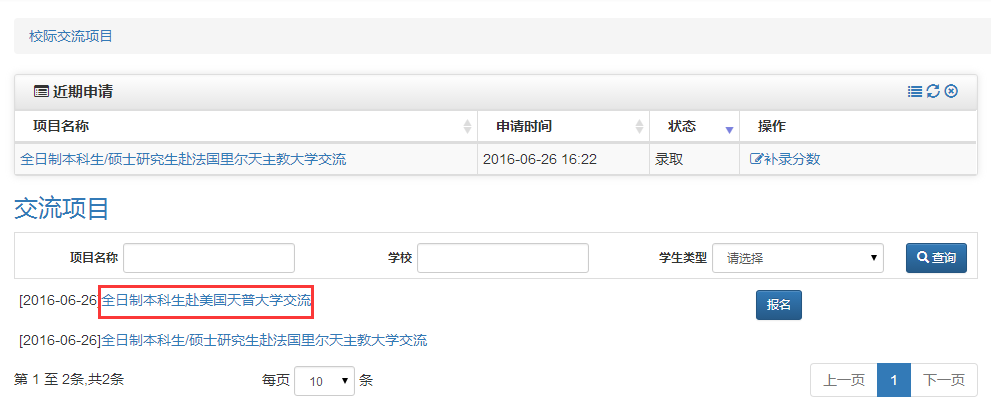 校际交流项目
近期申请
项目名称 申请时间 状态 操作
全日制本科生/硕士研究生赴法国里尔天主教大学交流 2016-06-26 16:22 录取 补录分数
交流项目
项目名称 学校 学生类型 请选择 查询
[2016-06-26]全日制本科生赴美国天普大学交流 报名
[2016-06-26]全日制本科生/硕士研究生赴法国里尔天主教大学交流
第 1 至 2条,共2条 每页 10 条 上一页 1 下一页